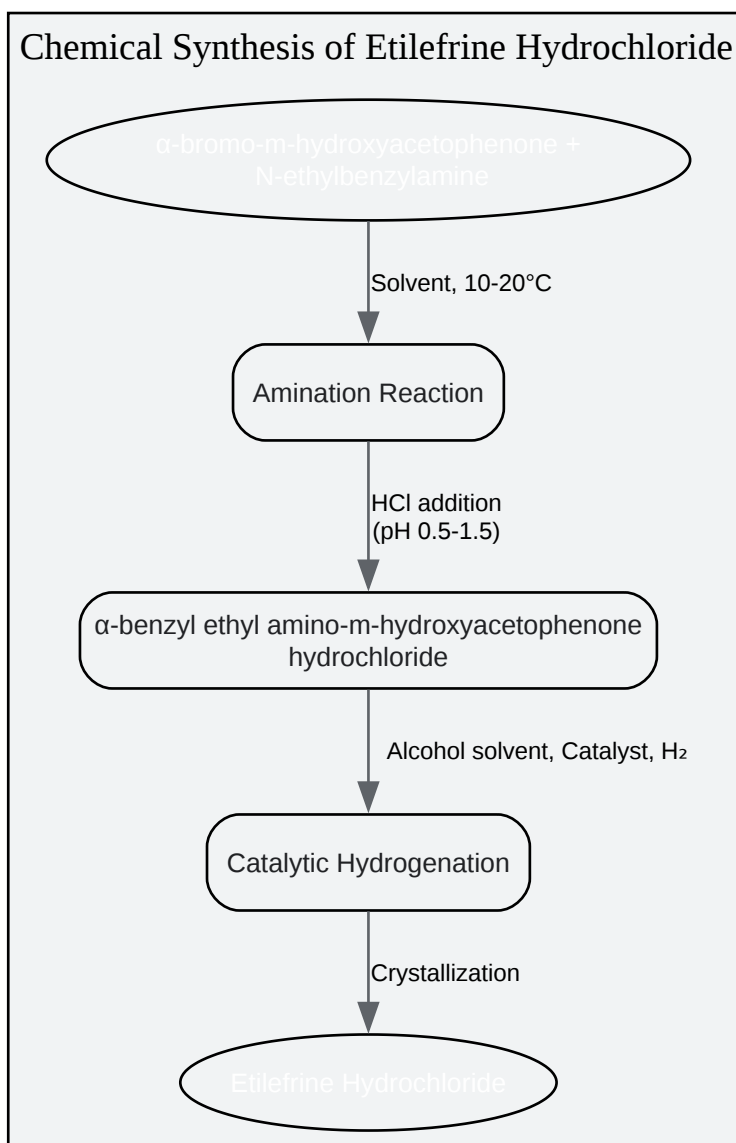 Chemical Synthesis of Etilefrine Hydrochloride
α-bromo-m-hydroxyacetophenone +
N-ethylbenzylamine
Solvent, 10-20°C
Amination Reaction
HCl addition
(pH 0.5-1.5)
α-benzyl ethyl amino-m-hydroxyacetophenone
hydrochloride
Alcohol solvent, Catalyst, H₂
Catalytic Hydrogenation
Crystallization
Etilefrine Hydrochloride